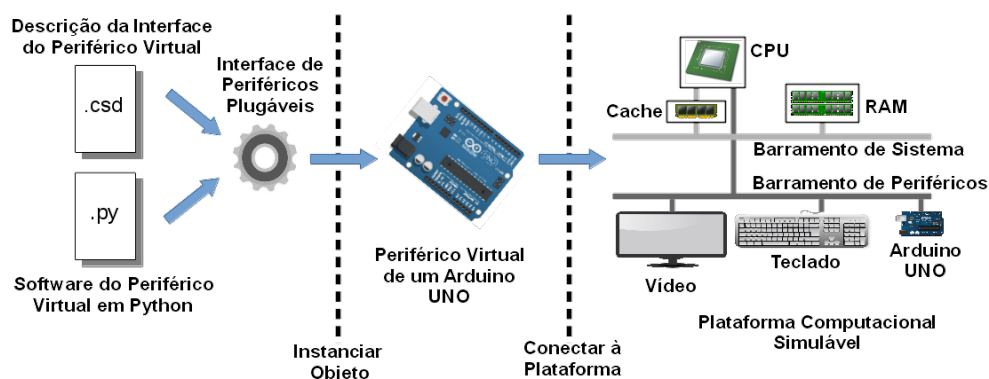 Descrição da Interface
do Periférico Virtual
.csd
.py
Software do Periférico
Virtual em Python
Interface de
Periféricos
Plugáveis
Instanciar
Objeto
Periférico Virtual
de um Arduino
UNO
Conectar à
Plataforma
CPU
Cache
RAM
Barramento de Sistema
Barramento de Periféricos
Vídeo
Teclado
Arduino
UNO
Plataforma Computacional
Simulável